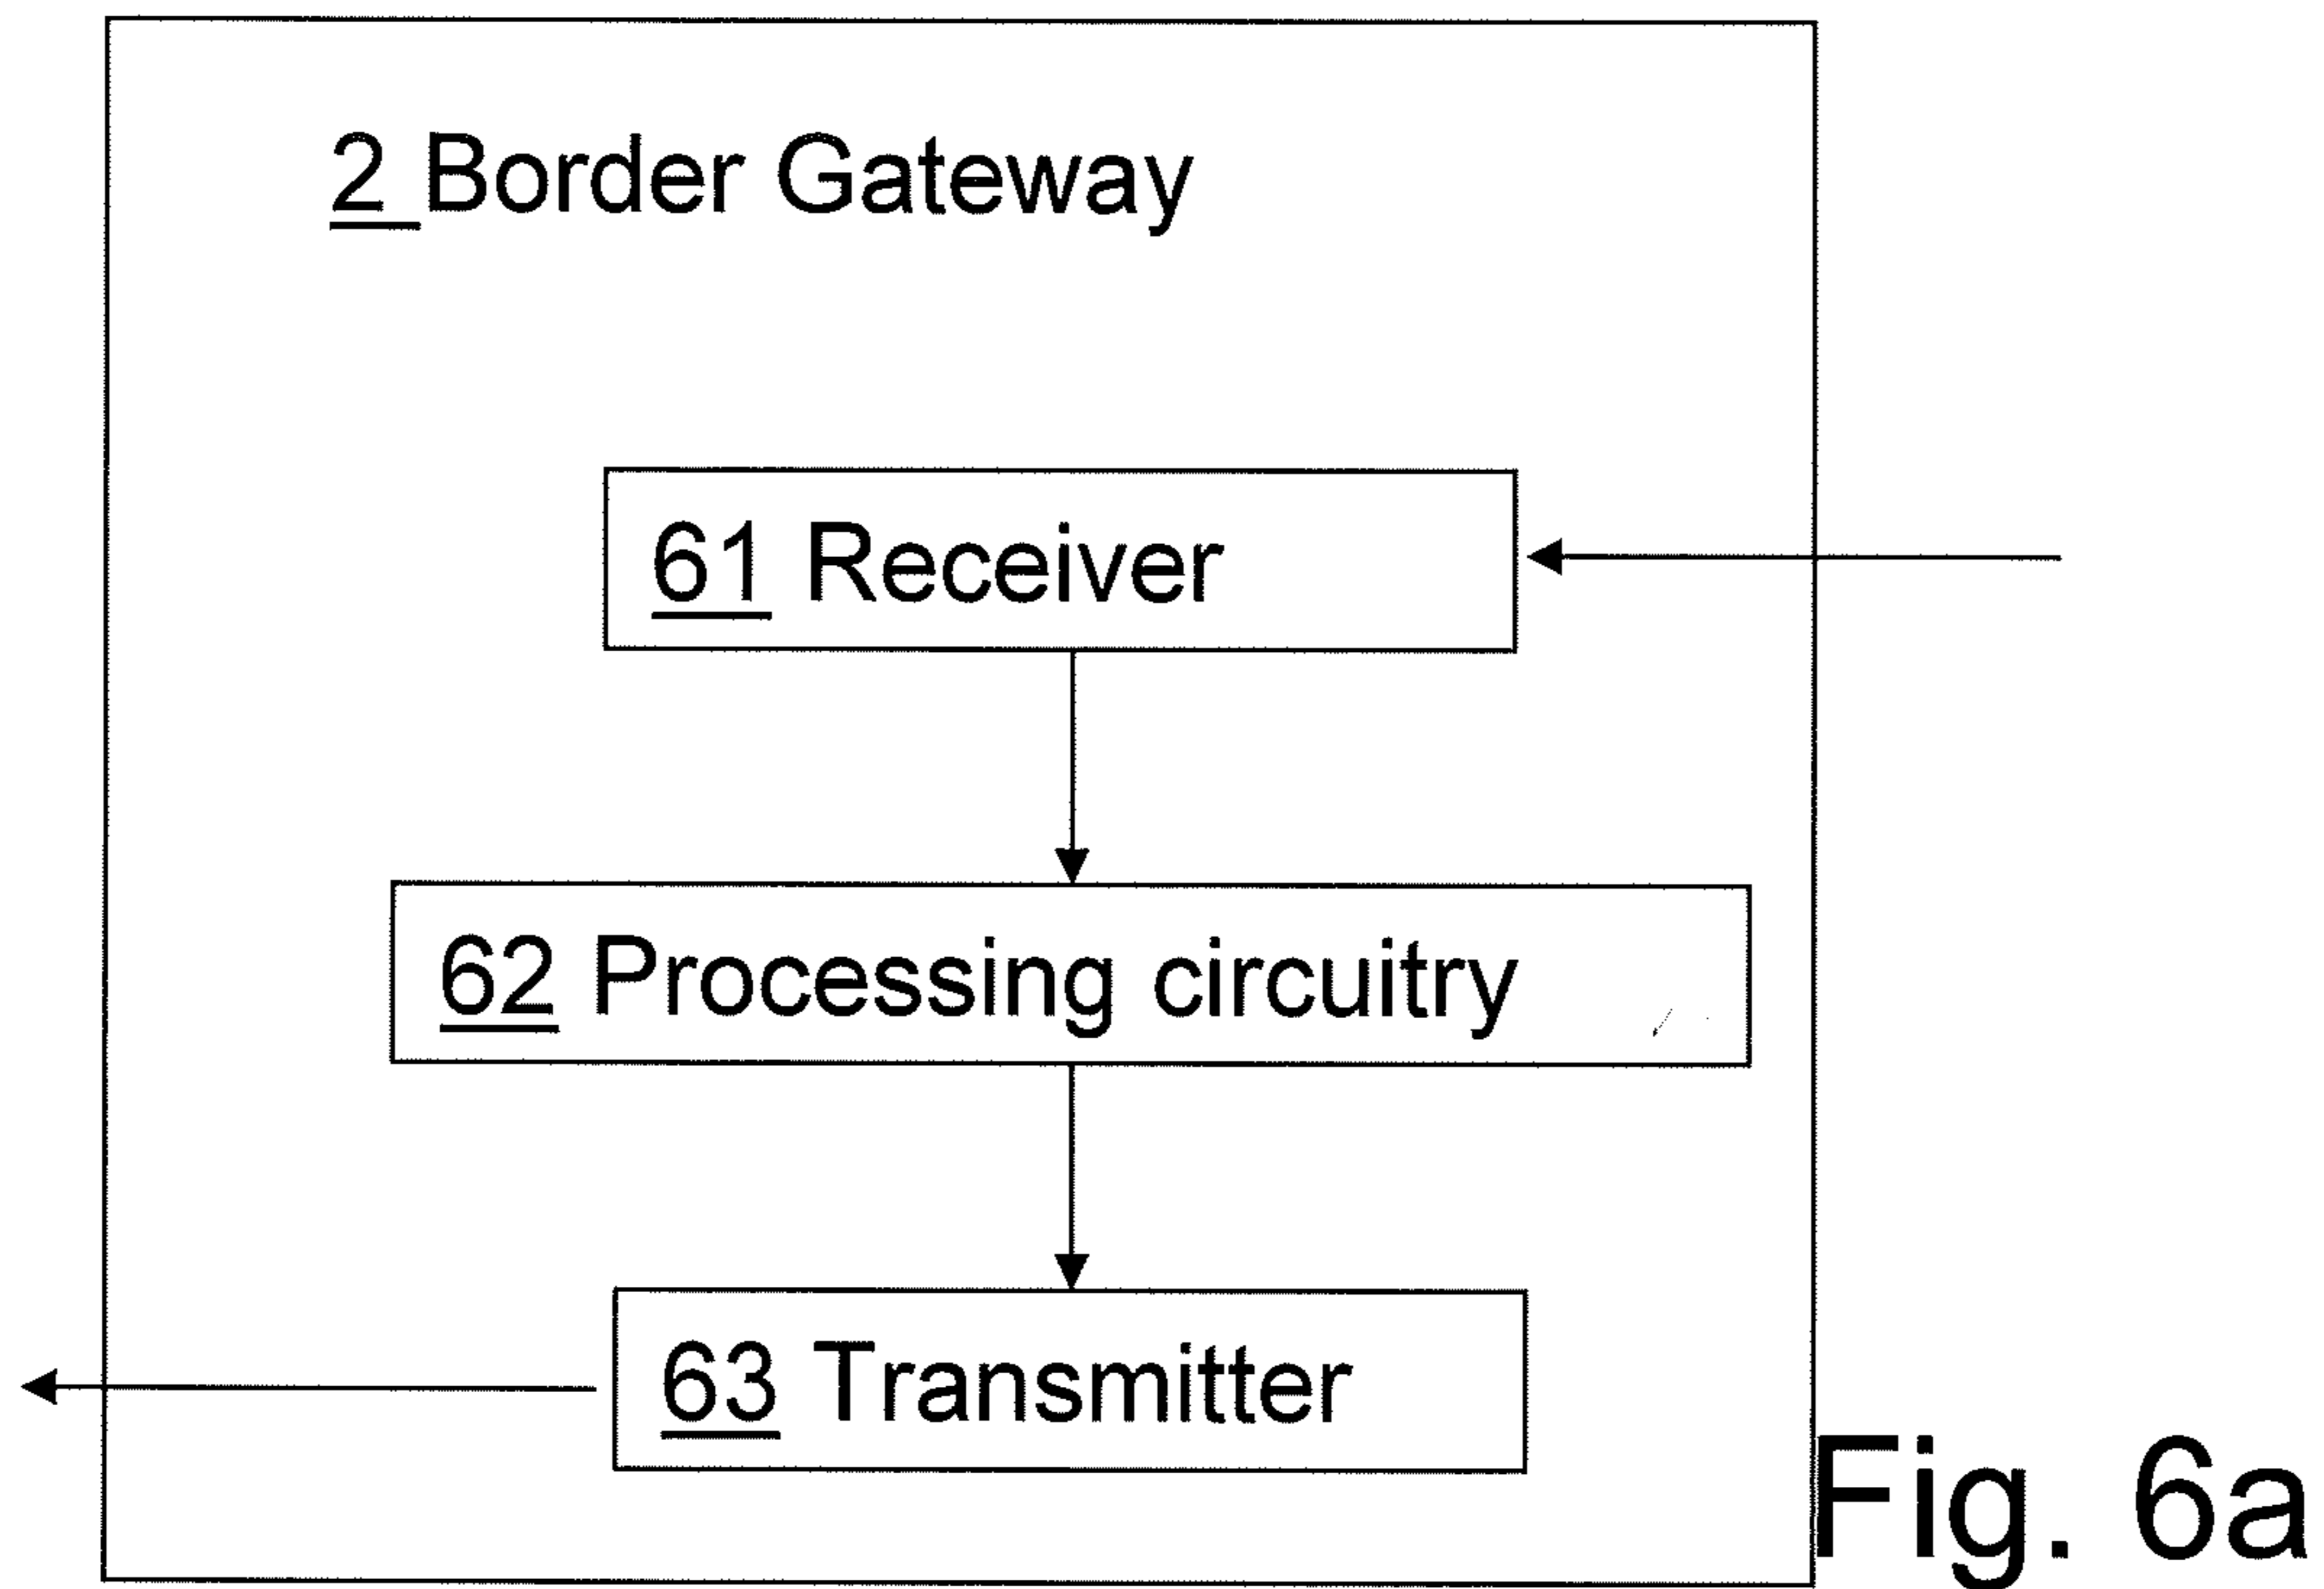 2 Border Gateway
61 Receiver
62 Processing circuitry
63 Transmitter
Fig. 6a